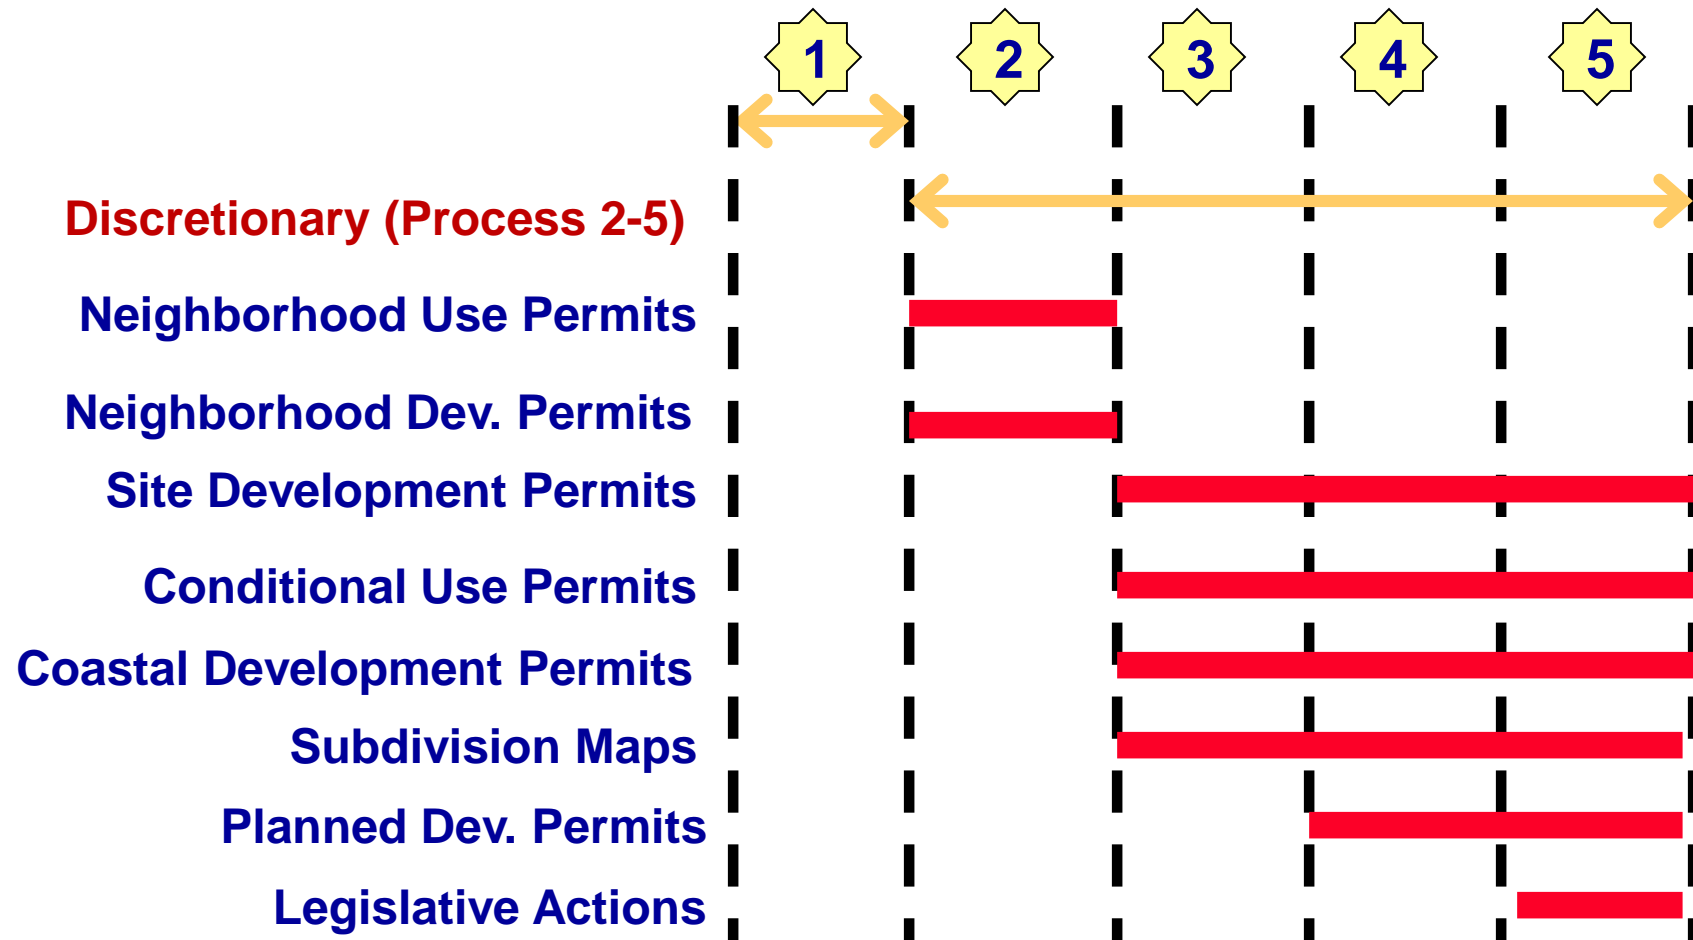 1 2 3 4 5
Discretionary (Process 2-5)
Neighborhood Use Permits
Neighborhood Dev. Permits
Site Development Permits
Conditional Use Permits
Coastal Development Permits
Subdivision Maps
Planned Dev. Permits
Legislative Actions